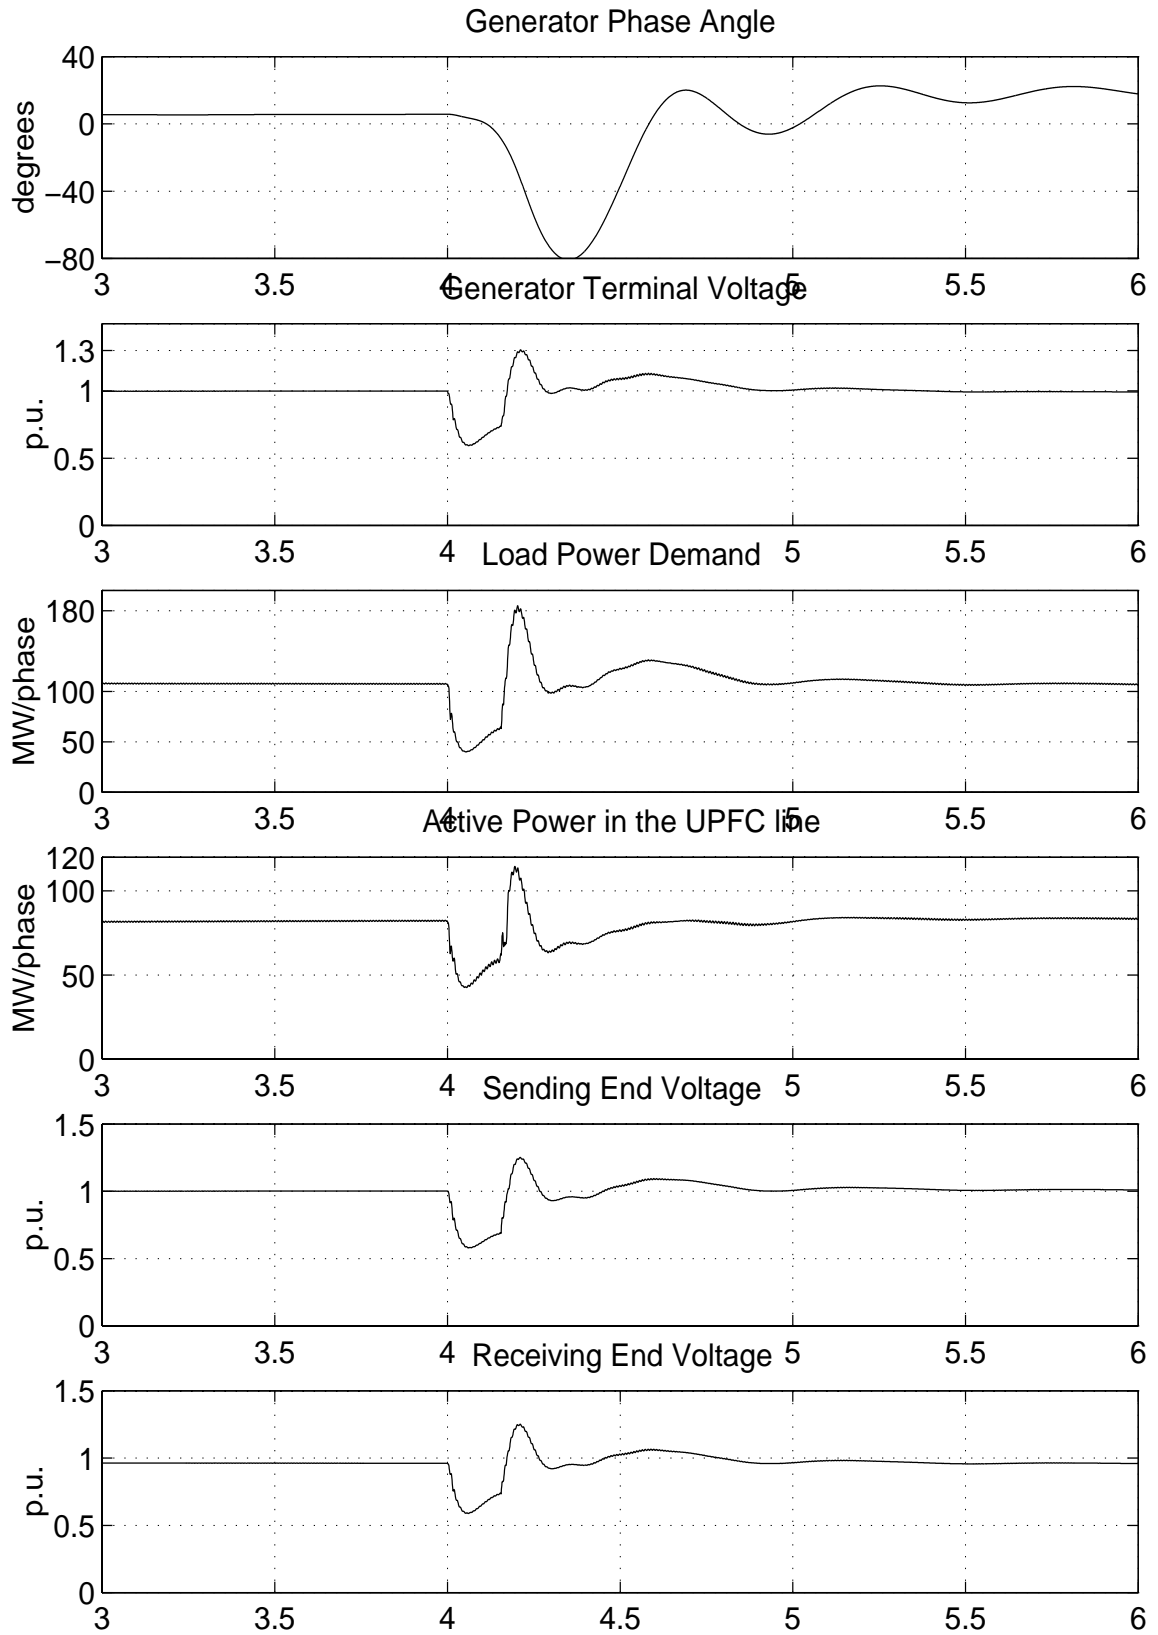 Generator Phase Angle
40
0
−40
−80
degrees
3 3.5 4 5 5.5 6
Generator Terminal Voltage
1.3
1
0.5
0
p.u.
3 3.5 4 5 5.5 6
Load Power Demand
180
100
50
0
MW/phase
3 3.5 4 5 5.5 6
Active Power in the UPFC line
120
100
50
0
MW/phase
3 3.5 4 5 5.5 6
Sending End Voltage
1.5
1
0.5
0
p.u.
3 3.5 4 5 5.5 6
Receiving End Voltage
1.5
1
0.5
0
p.u.
3 3.5 4 4.5 5 5.5 6